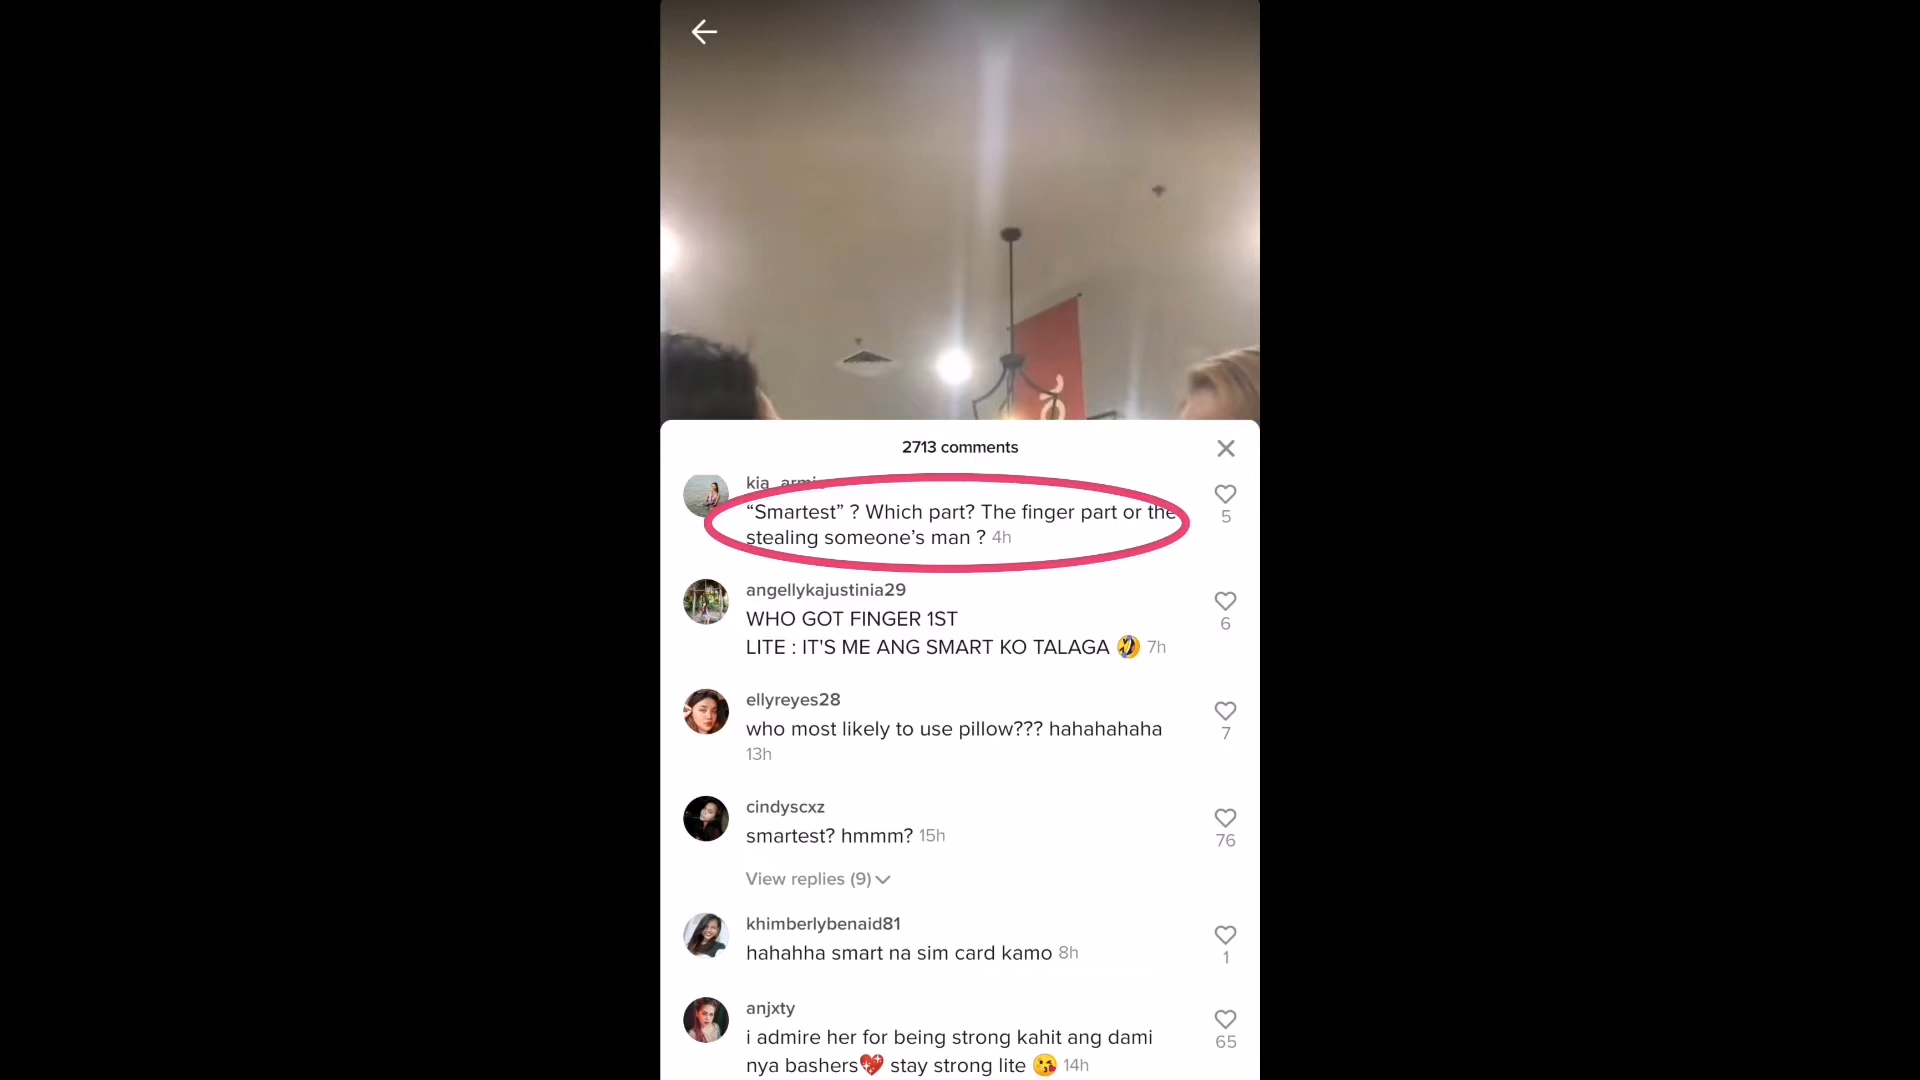 2713 comments
“Smartest” ? Which part? The finger part or the
5
stealing someone’s man ? 4h
angellykajustinia29
WHO GOT FINGER 1ST
6
LITE : IT'S ME ANG SMART KO TALAGA 🤣 7h
ellyreyes28
who most likely to use pillow??? hahahahaha
7
13h
cindyscxz
smartest? hmmm? 15h
76
View replies (9)
khimberlybenaid81
hahahha smart na sim card kamo 8h
1
anjxty
i admire her for being strong kahit ang dami
65
nya bashers💖 stay strong lite 😘 14h